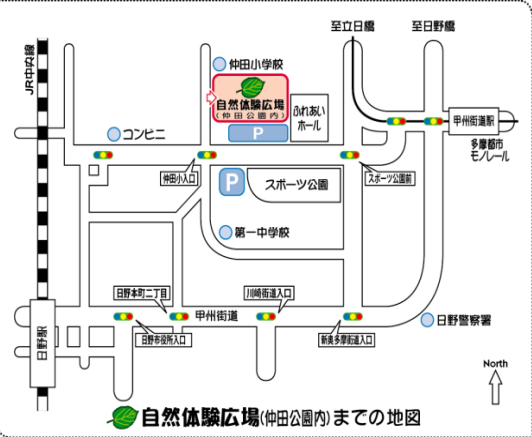 至立日橋
至日野橋
JR中央線
仲田小学校
自然体験広場
(仲田公園内)
ふれあい
ホール
P
コンビニ
甲州街道駅
多摩都市
モノレール
仲田小入口
P
スポーツ公園
スポーツ公園前
第一中学校
日野本町二丁目
川崎街道入口
甲州街道
日野警察署
日野駅
日野市役所入口
新奥多摩街道入口
North
自然体験広場(仲田公園内)までの地図